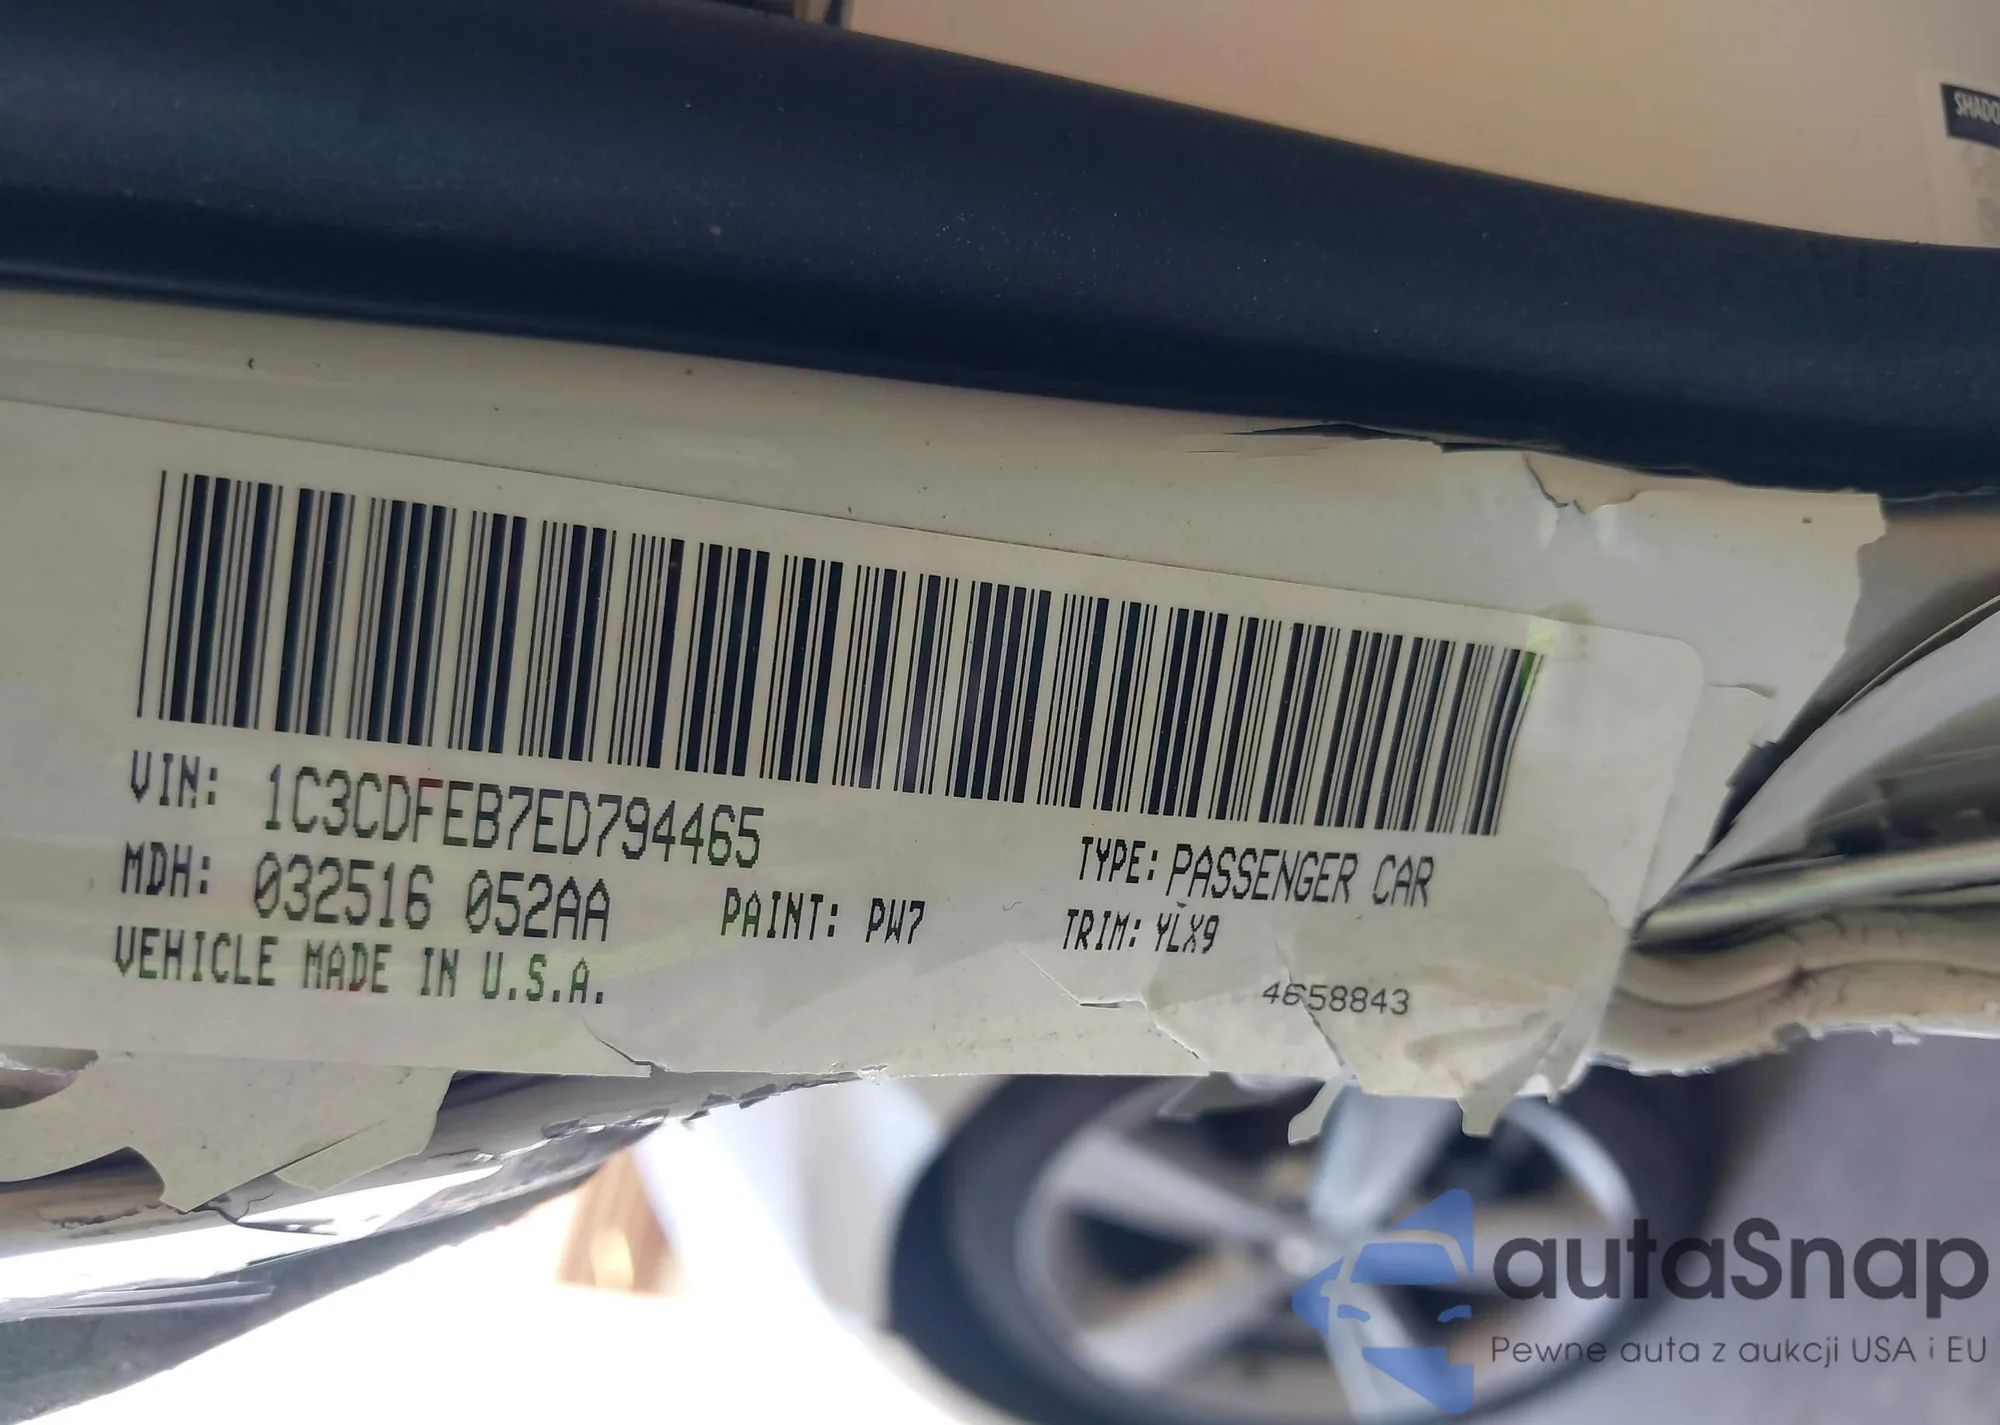 SHADO
VIN: 1C3CDFEB7ED794465
MDH: 032516 052AA
PAINT: PW7
TYPE: PASSENGER CAR
TRIM: YLX9
VEHICLE MADE IN U.S.A.
4658843
autaSnap
Pewne auta z aukcji USA i EU